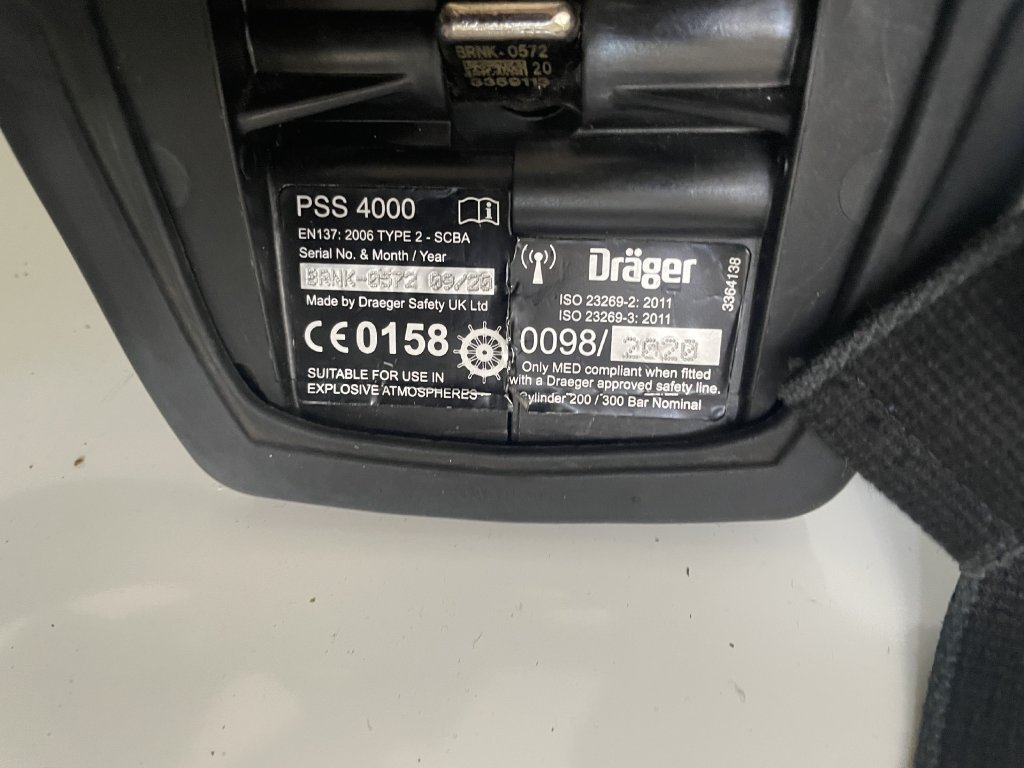 BRNK-0572
20
PSS 4000
EN137: 2006 TYPE 2 - SCBA
Serial No. & Month / Year
BRNK-0572 09/20
Made by Draeger Safety UK Ltd
CE 0158
SUITABLE FOR USE IN
EXPLOSIVE ATMOSPHERES
Dräger
ISO 23269-2: 2011
ISO 23269-3: 2011
0098/ 2020
Only MED compliant when fitted
with a Draeger approved safety line.
Cylinder 200 / 300 Bar Nominal
3364138